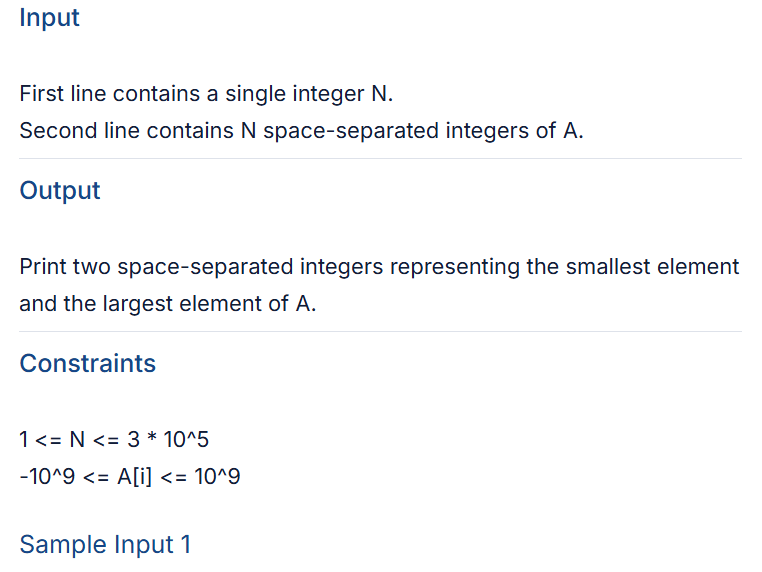 Input
First line contains a single integer N.
Second line contains N space-separated integers of A.
Output
Print two space-separated integers representing the smallest element
and the largest element of A.
Constraints
1 <= N <= 3 * 10^5
-10^9 <= A[i] <= 10^9
Sample Input 1